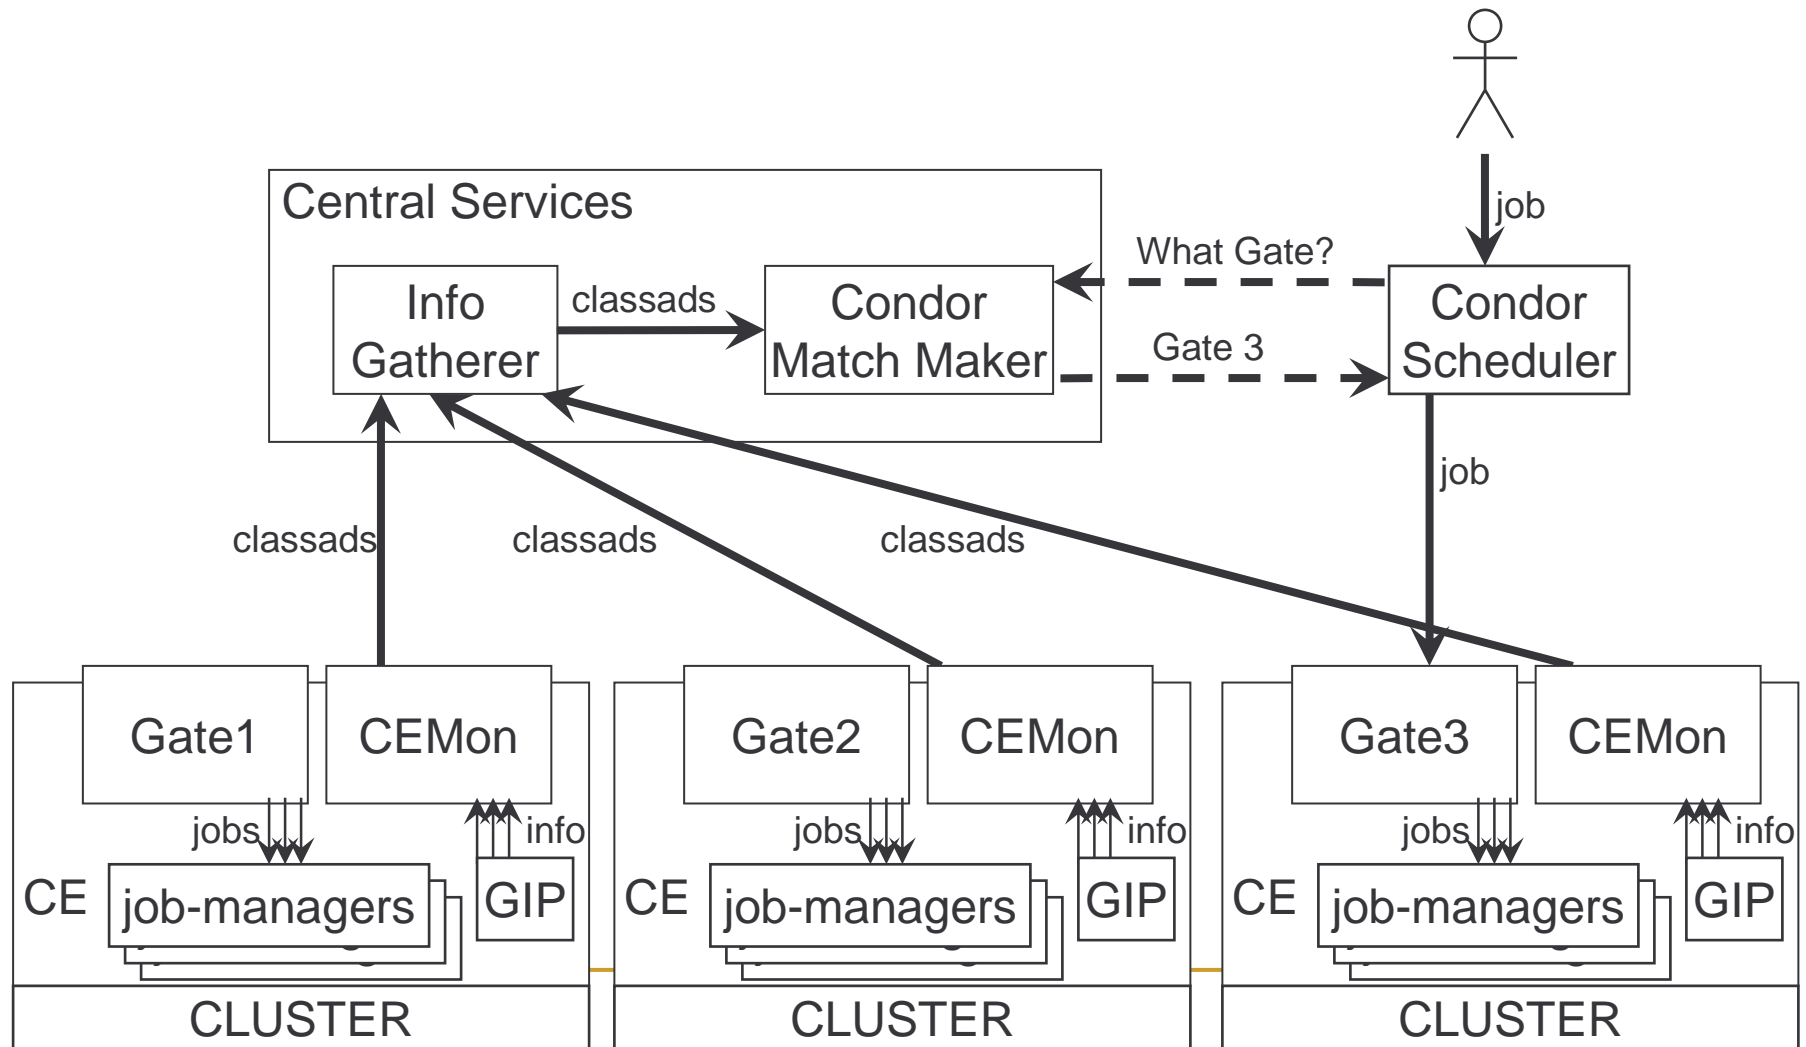 job
Central Services
What Gate?
Info
Gatherer
classads
Condor
Match Maker
Condor
Scheduler
Gate 3
job
classads
classads
classads
Gate1
CEMon
Gate2
CEMon
Gate3
CEMon
jobs
info
jobs
info
jobs
info
CE
job-managers
GIP
CE
job-managers
GIP
CE
job-managers
GIP
CLUSTER
CLUSTER
CLUSTER